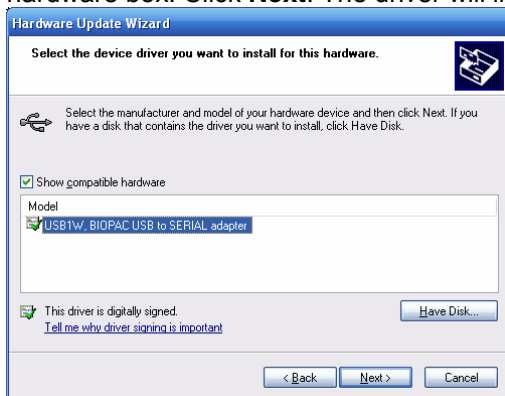 Hardware Update Wizard
Select the device driver you want to install for this hardware.
Select the manufacturer and model of your hardware device and then click Next. If you
have a disk that contains the driver you want to install, click Have Disk.
Show compatible hardware
Model
USB1W, BIOPAC USB to SERIAL adapter
This driver is digitally signed.
Have Disk...
Tell me why driver signing is important
< Back Next > Cancel